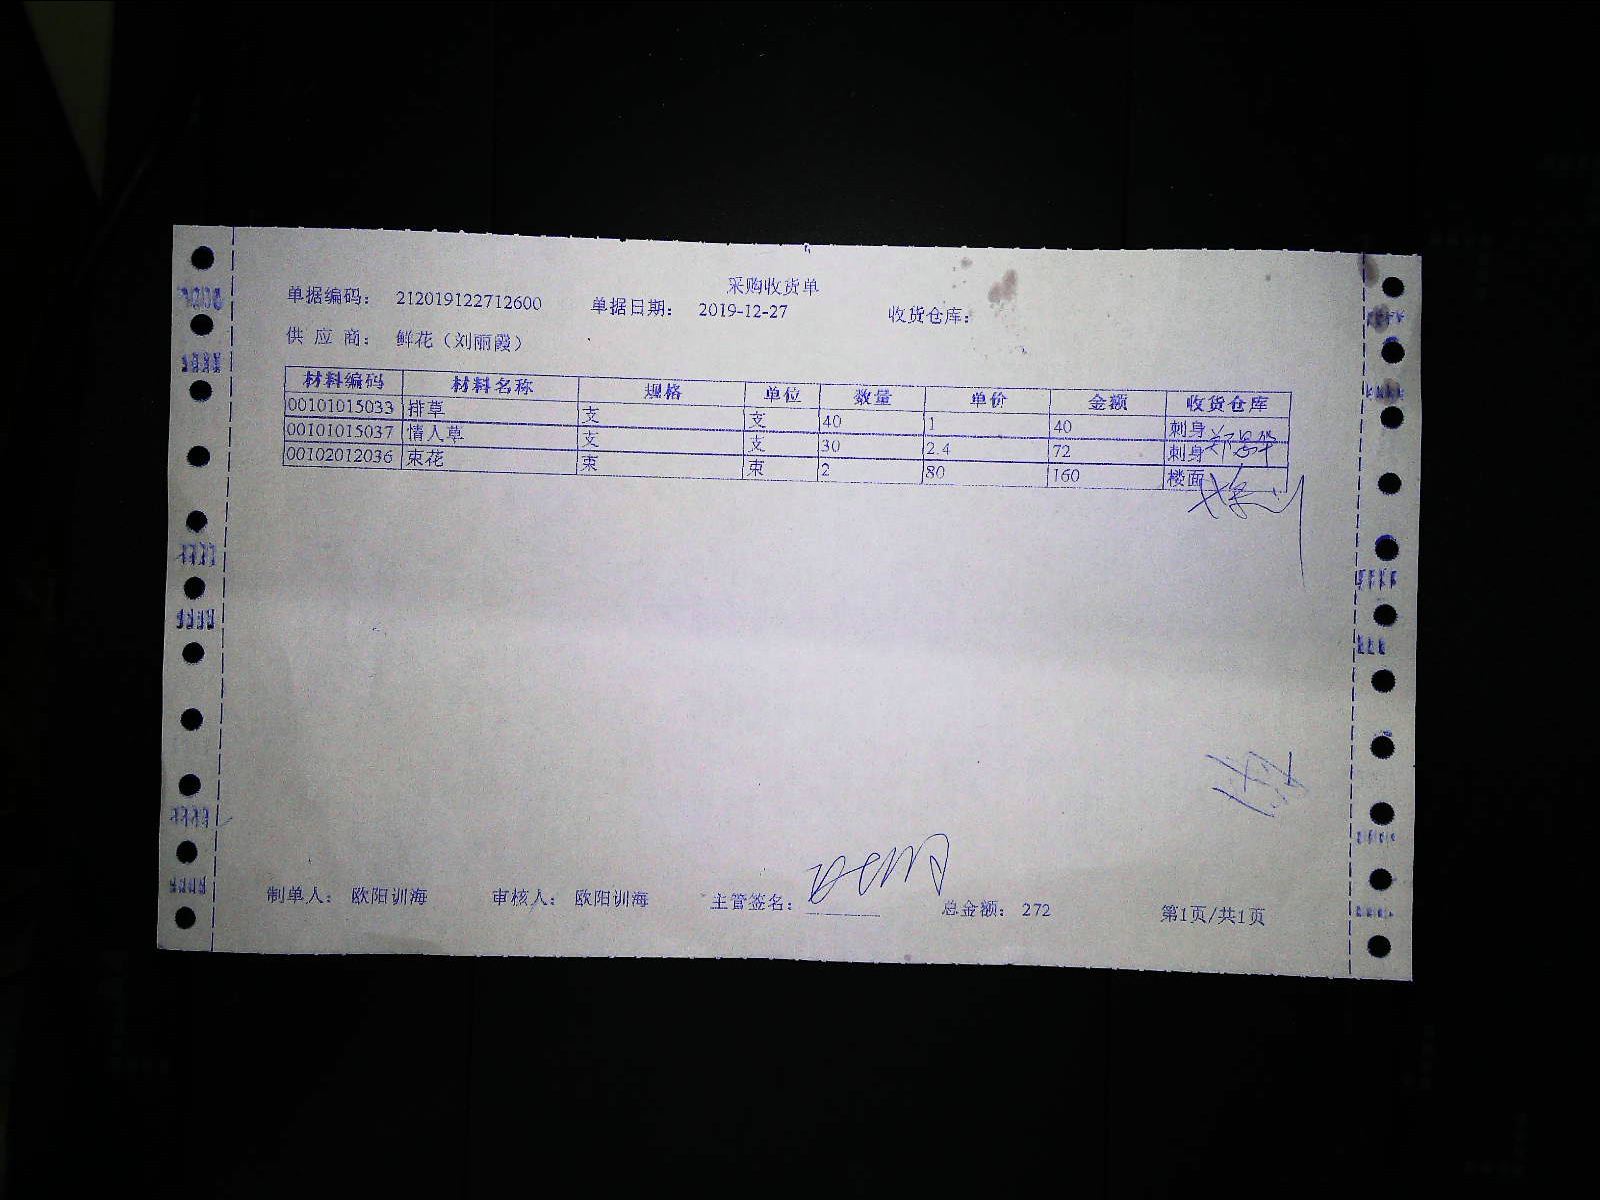 采购收货单
单据编码： 212019122712600 单据日期： 2019-12-27 收货仓库：
供 应 商： 鲜花（刘丽霞）
材料编码 材料名称 规格 单位 数量 单价 金额 收货仓库
00101015033 排草 支 支 40 1 40 刺身
00101015037 情人草 支 支 30 2.4 72 刺身
00102012036 束花 束 束 2 80 160 楼面
制单人： 欧阳训海 审核人： 欧阳训海 主管签名： 总金额： 272 第1页/共1页